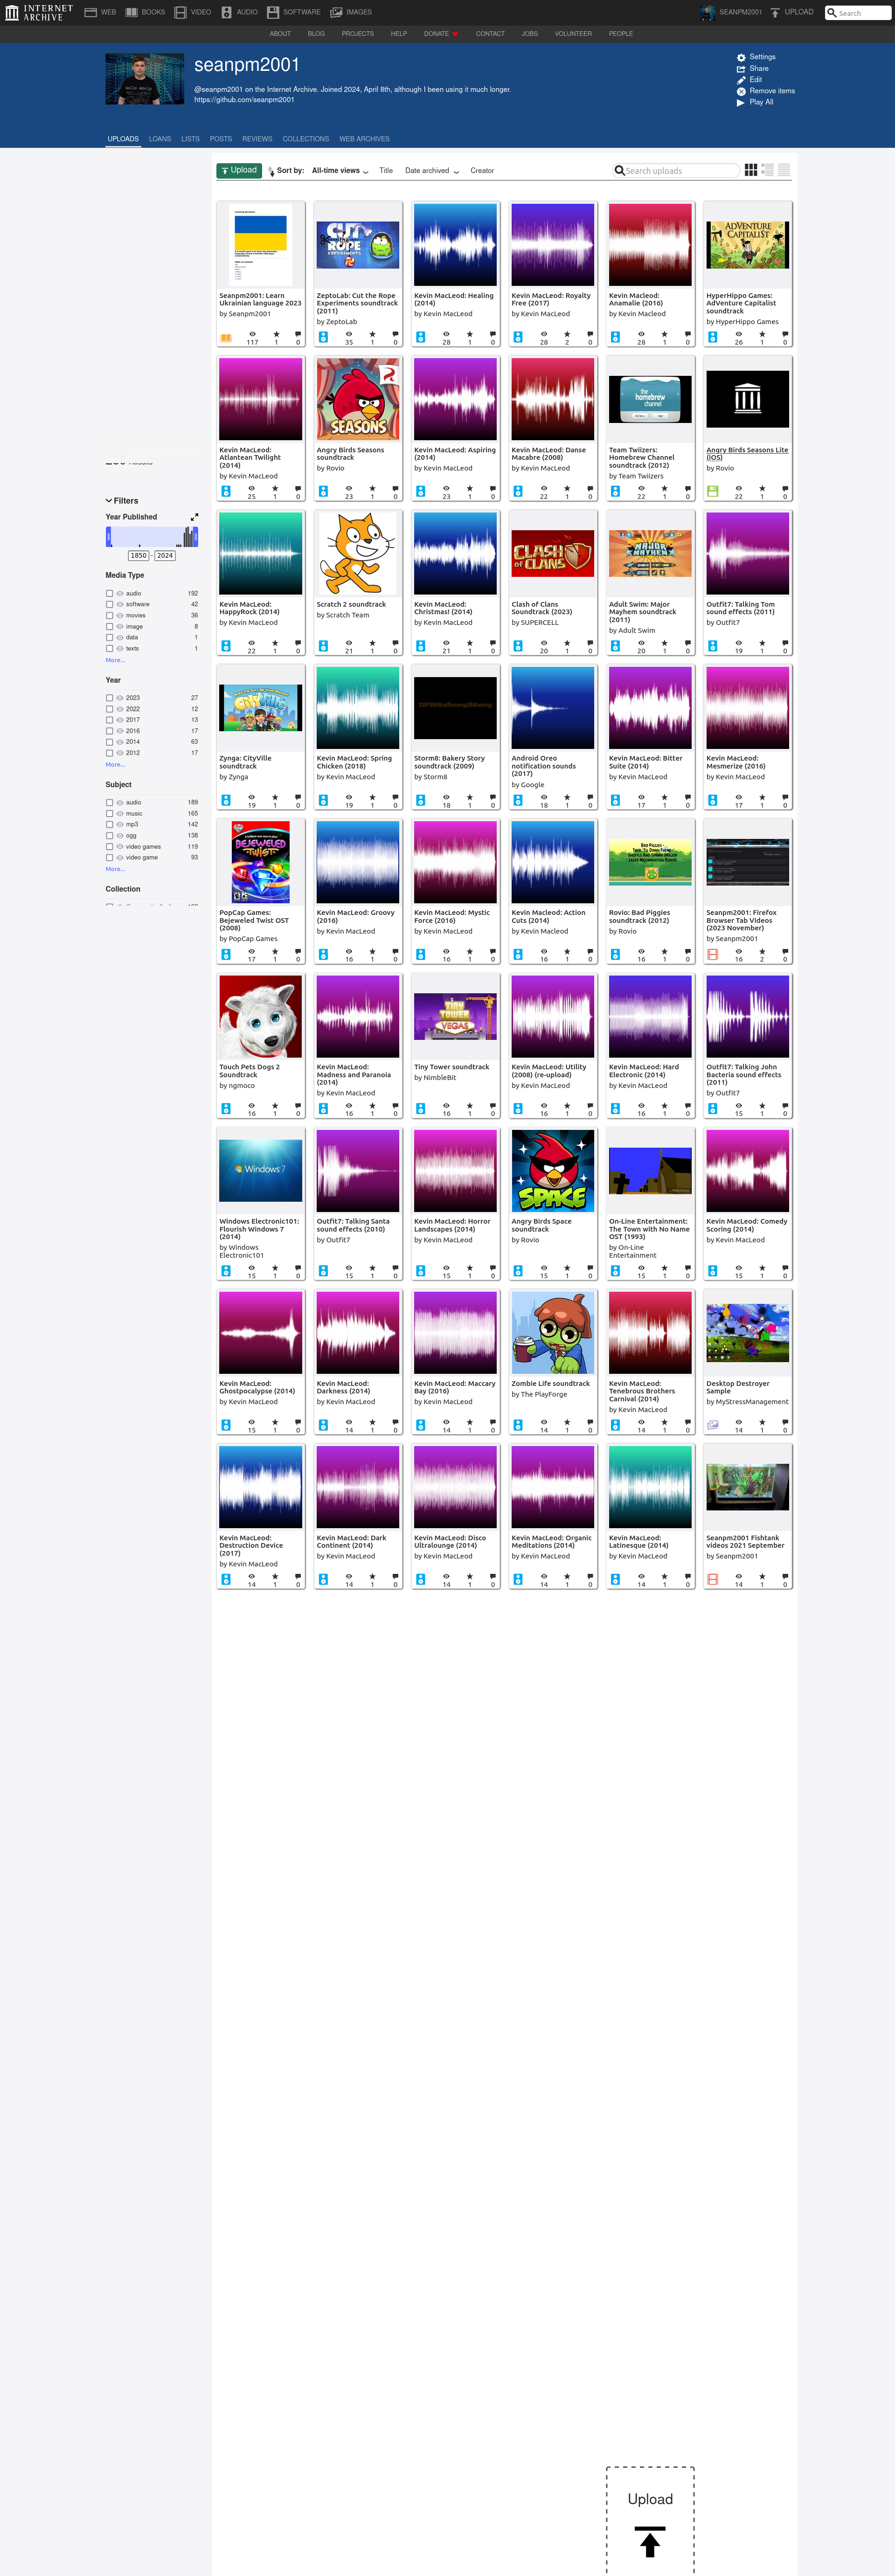 INTERNET
ARCHIVE
WEB
BOOKS
VIDEO
AUDIO
SOFTWARE
IMAGES
SEANPM2001
UPLOAD
Search
ABOUT
BLOG
PROJECTS
HELP
DONATE
CONTACT
JOBS
VOLUNTEER
PEOPLE
seanpm2001
@seanpm2001 on the Internet Archive. Joined 2024, April 8th, although I been using it much longer.
https://github.com/seanpm2001
Settings
Share
Edit
Remove items
Play All
UPLOADS
LOANS
LISTS
POSTS
REVIEWS
COLLECTIONS
WEB ARCHIVES
Upload
Sort by:
All-time views
Title
Date archived
Creator
Search uploads
Filters
Year Published
1850 - 2024
Media Type
audio 192
software 42
movies 36
image 8
data 1
texts 1
More...
Year
2023 27
2022 12
2017 13
2016 17
2014 63
2012 17
More...
Subject
audio 189
music 165
mp3 142
ogg 138
video games 119
video game 93
More...
Collection
Seanpm2001: Learn
Ukrainian language 2023
by Seanpm2001
117 1 0
ZeptoLab: Cut the Rope
Experiments soundtrack
(2011)
by ZeptoLab
35 1 0
Kevin MacLeod: Healing
(2014)
by Kevin MacLeod
28 1 0
Kevin MacLeod: Royalty
Free (2017)
by Kevin MacLeod
28 2 0
Kevin Macleod:
Anamalie (2016)
by Kevin Macleod
28 1 0
HyperHippo Games:
AdVenture Capitalist
soundtrack
by HyperHippo Games
26 1 0
Kevin MacLeod:
Atlantean Twilight
(2014)
by Kevin MacLeod
25 1 0
SEASONS
Angry Birds Seasons
soundtrack
by Rovio
23 1 0
Kevin MacLeod: Aspiring
(2014)
by Kevin MacLeod
23 1 0
Kevin MacLeod: Danse
Macabre (2008)
by Kevin MacLeod
22 1 0
the
homebrew
channel
Team Twiizers:
Homebrew Channel
soundtrack (2012)
by Team Twiizers
22 1 0
Angry Birds Seasons Lite
(iOS)
by Rovio
22 1 0
Kevin MacLeod:
HappyRock (2014)
by Kevin MacLeod
22 1 0
Scratch 2 soundtrack
by Scratch Team
21 1 0
Kevin MacLeod:
Christmas! (2014)
by Kevin MacLeod
21 1 0
CLASH
OF CLANS
Clash of Clans
Soundtrack (2023)
by SUPERCELL
20 1 0
MAJOR
MAYHEM
Adult Swim: Major
Mayhem soundtrack
(2011)
by Adult Swim
20 1 0
Outfit7: Talking Tom
sound effects (2011)
by Outfit7
19 1 0
CityVille
Zynga: CityVille
soundtrack
by Zynga
19 1 0
Kevin MacLeod: Spring
Chicken (2018)
by Kevin MacLeod
19 1 0
Storm8: Bakery Story
soundtrack (2009)
by Storm8
18 1 0
Android Oreo
notification sounds
(2017)
by Google
18 1 0
Kevin MacLeod: Bitter
Suite (2014)
by Kevin MacLeod
17 1 0
Kevin MacLeod:
Mesmerize (2016)
by Kevin MacLeod
17 1 0
BEJEWELED
TWIST
PopCap Games:
Bejeweled Twist OST
(2008)
by PopCap Games
17 1 0
Kevin MacLeod: Groovy
(2016)
by Kevin MacLeod
16 1 0
Kevin MacLeod: Mystic
Force (2016)
by Kevin MacLeod
16 1 0
Kevin Macleod: Action
Cuts (2014)
by Kevin Macleod
16 1 0
Rovio: Bad Piggies
soundtrack (2012)
by Rovio
16 1 0
Seanpm2001: Firefox
Browser Tab Videos
(2023 November)
by Seanpm2001
16 2 0
Touch Pets Dogs 2
Soundtrack
by ngmoco
16 1 0
Kevin MacLeod:
Madness and Paranoia
(2014)
by Kevin MacLeod
16 1 0
TINY
TOWER
VEGAS
Tiny Tower soundtrack
by NimbleBit
16 1 0
Kevin MacLeod: Utility
(2008) (re-upload)
by Kevin MacLeod
16 1 0
Kevin MacLeod: Hard
Electronic (2014)
by Kevin MacLeod
16 1 0
Outfit7: Talking John
Bacteria sound effects
(2011)
by Outfit7
15 1 0
Windows 7
Windows Electronic101:
Flourish Windows 7
(2014)
by Windows
Electronic101
15 1 0
Outfit7: Talking Santa
sound effects (2010)
by Outfit7
15 1 0
Kevin MacLeod: Horror
Landscapes (2014)
by Kevin MacLeod
15 1 0
SPACE
Angry Birds Space
soundtrack
by Rovio
15 1 0
On-Line Entertainment:
The Town with No Name
OST (1993)
by On-Line
Entertainment
15 1 0
Kevin MacLeod: Comedy
Scoring (2014)
by Kevin MacLeod
15 1 0
Kevin MacLeod:
Ghostpocalypse (2014)
by Kevin MacLeod
15 1 0
Kevin MacLeod:
Darkness (2014)
by Kevin MacLeod
14 1 0
Kevin MacLeod: Maccary
Bay (2016)
by Kevin MacLeod
14 1 0
Zombie Life soundtrack
by The PlayForge
14 1 0
Kevin MacLeod:
Tenebrous Brothers
Carnival (2014)
by Kevin MacLeod
14 1 0
Desktop Destroyer
Sample
by MyStressManagement
14 1 0
Kevin MacLeod:
Destruction Device
(2017)
by Kevin MacLeod
14 1 0
Kevin MacLeod: Dark
Continent (2014)
by Kevin MacLeod
14 1 0
Kevin MacLeod: Disco
Ultralounge (2014)
by Kevin MacLeod
14 1 0
Kevin MacLeod: Organic
Meditations (2014)
by Kevin MacLeod
14 1 0
Kevin MacLeod:
Latinesque (2014)
by Kevin MacLeod
14 1 0
Seanpm2001 Fishtank
videos 2021 September
by Seanpm2001
14 1 0
Upload